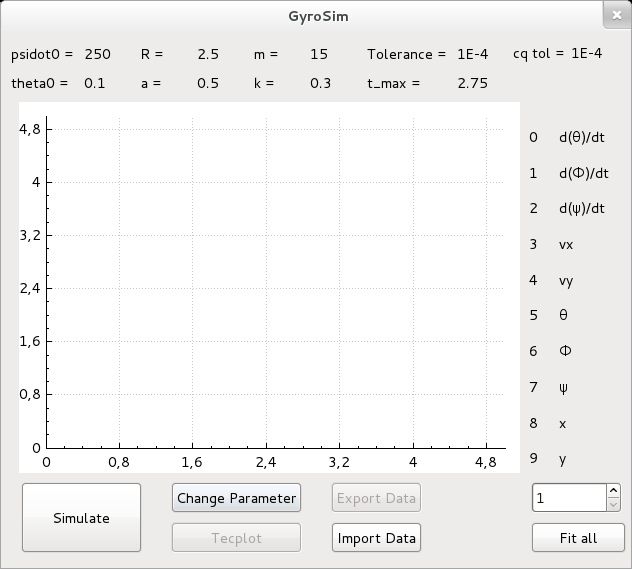 GyroSim
psidot0 = 250 R = 2.5 m = 15 Tolerance = 1E-4 cq tol = 1E-4
theta0 = 0.1 a = 0.5 k = 0.3 t_max = 2.75
4,8
4
3,2
2,4
1,6
0,8
0
0 0,8 1,6 2,4 3,2 4 4,8
0 d(θ)/dt
1 d(Φ)/dt
2 d(ψ)/dt
3 vx
4 vy
5 θ
6 Φ
7 ψ
8 x
9 y
Simulate
Change Parameter
Export Data
1
Tecplot
Import Data
Fit all